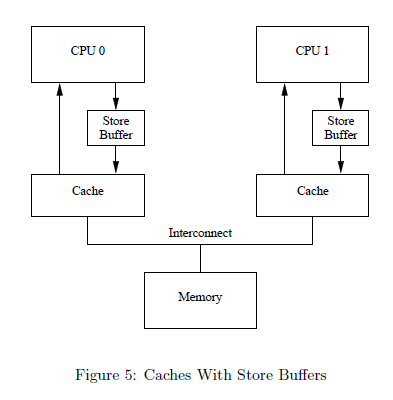 CPU 0
CPU 1
Store
Buffer
Store
Buffer
Cache
Cache
Interconnect
Memory
Figure 5: Caches With Store Buffers